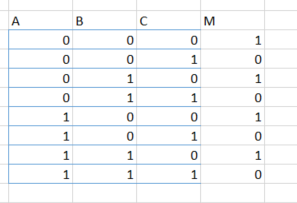 A B C M
0 0 0 1
0 0 1 0
0 1 0 1
0 1 1 0
1 0 0 1
1 0 1 0
1 1 0 1
1 1 1 0